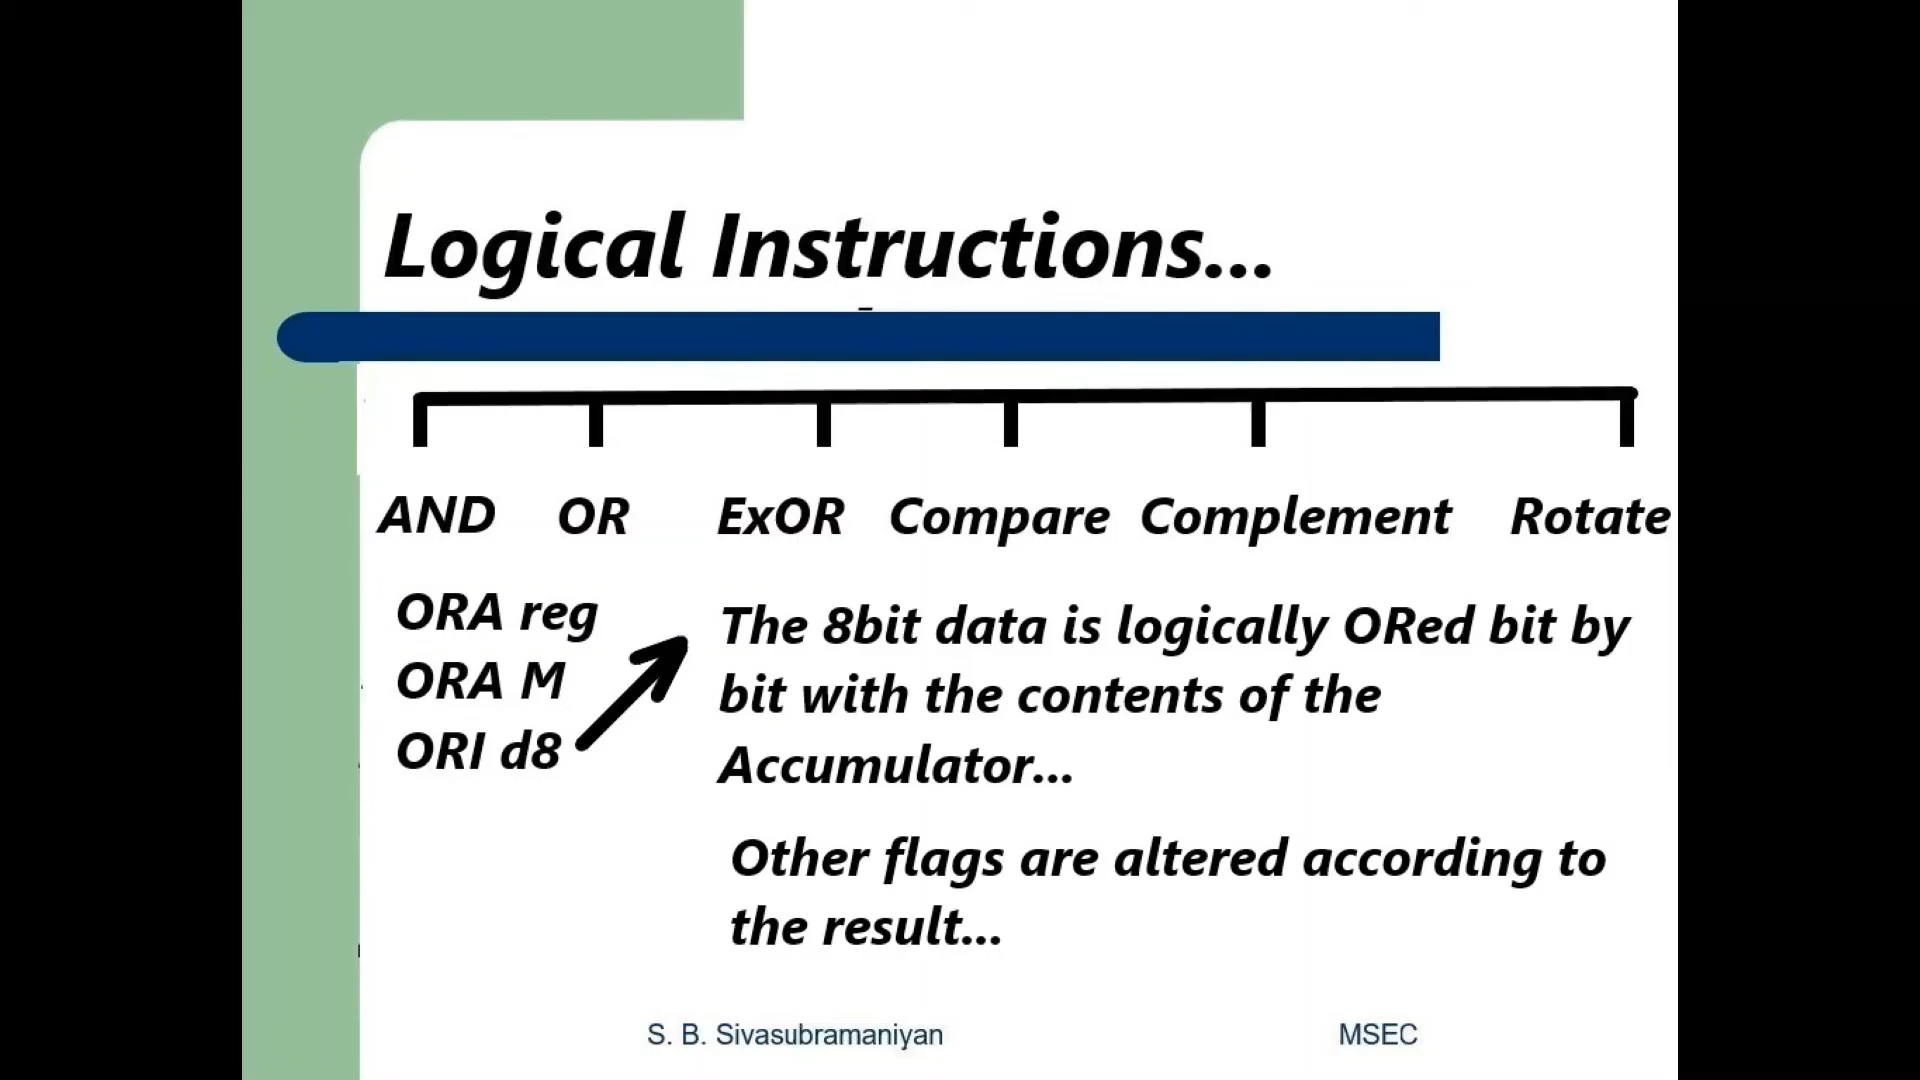 Logical Instructions...
AND OR ExOR Compare Complement Rotate
ORA reg
ORA M
ORI d8
The 8bit data is logically ORed bit by
bit with the contents of the
Accumulator...
Other flags are altered according to
the result...
S. B. Sivasubramaniyan MSEC